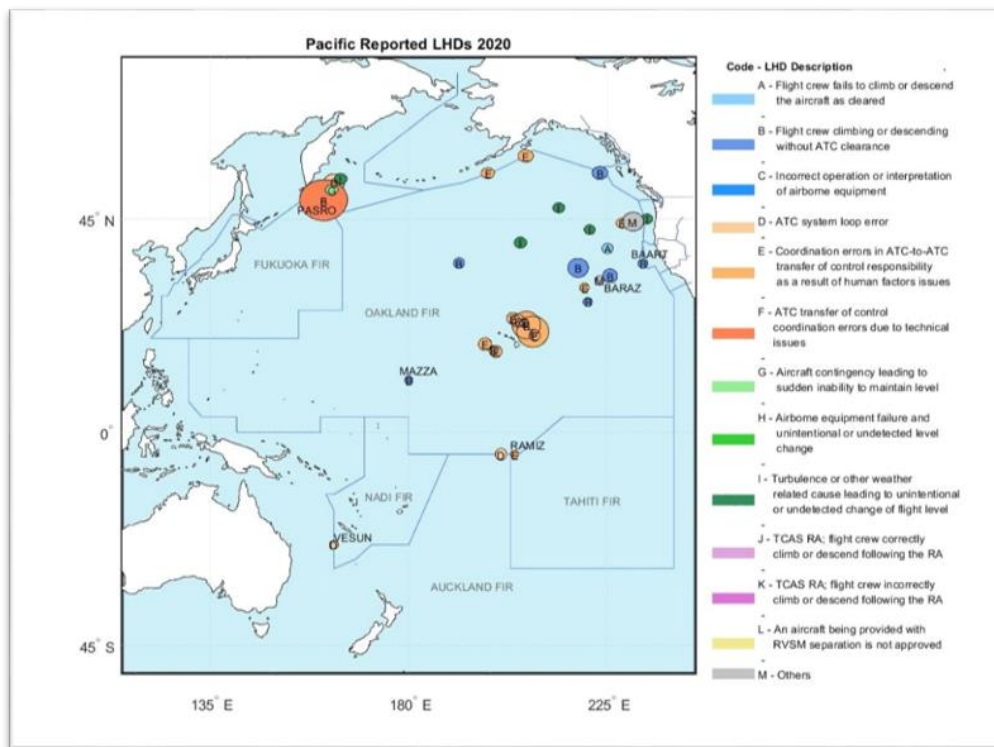 Pacific Reported LHDs 2020
PASRO
FUKUOKA FIR
OAKLAND FIR
BAART
BARAZ
MAZZA
RAMIZ
NADI FIR
TAHITI FIR
VESUN
AUCKLAND FIR
45° N
0°
45° S
135° E
180° E
225° E
Code - LHD Description
A - Flight crew fails to climb or descend
the aircraft as cleared
-
B - Flight crew climbing or descending
without ATC clearance
-
C - Incorrect operation or interpretation
of airborne equipment
-
D - ATC system loop error
-
E - Coordination errors in ATC-to-ATC
transfer of control responsibility
as a result of human factors issues
-
F - ATC transfer of control
coordination errors due to technical
issues
-
G - Aircraft contingency leading to
sudden inability to maintain level
-
H - Airborne equipment failure and
unintentional or undetected level
change
-
I - Turbulence or other weather
related cause leading to unintentional
or undetected change of flight level
-
J - TCAS RA; flight crew correctly
climb or descend following the RA
-
K - TCAS RA; flight crew incorrectly
climb or descend following the RA
-
L - An aircraft being provided with
RVSM separation is not approved
-
M - Others